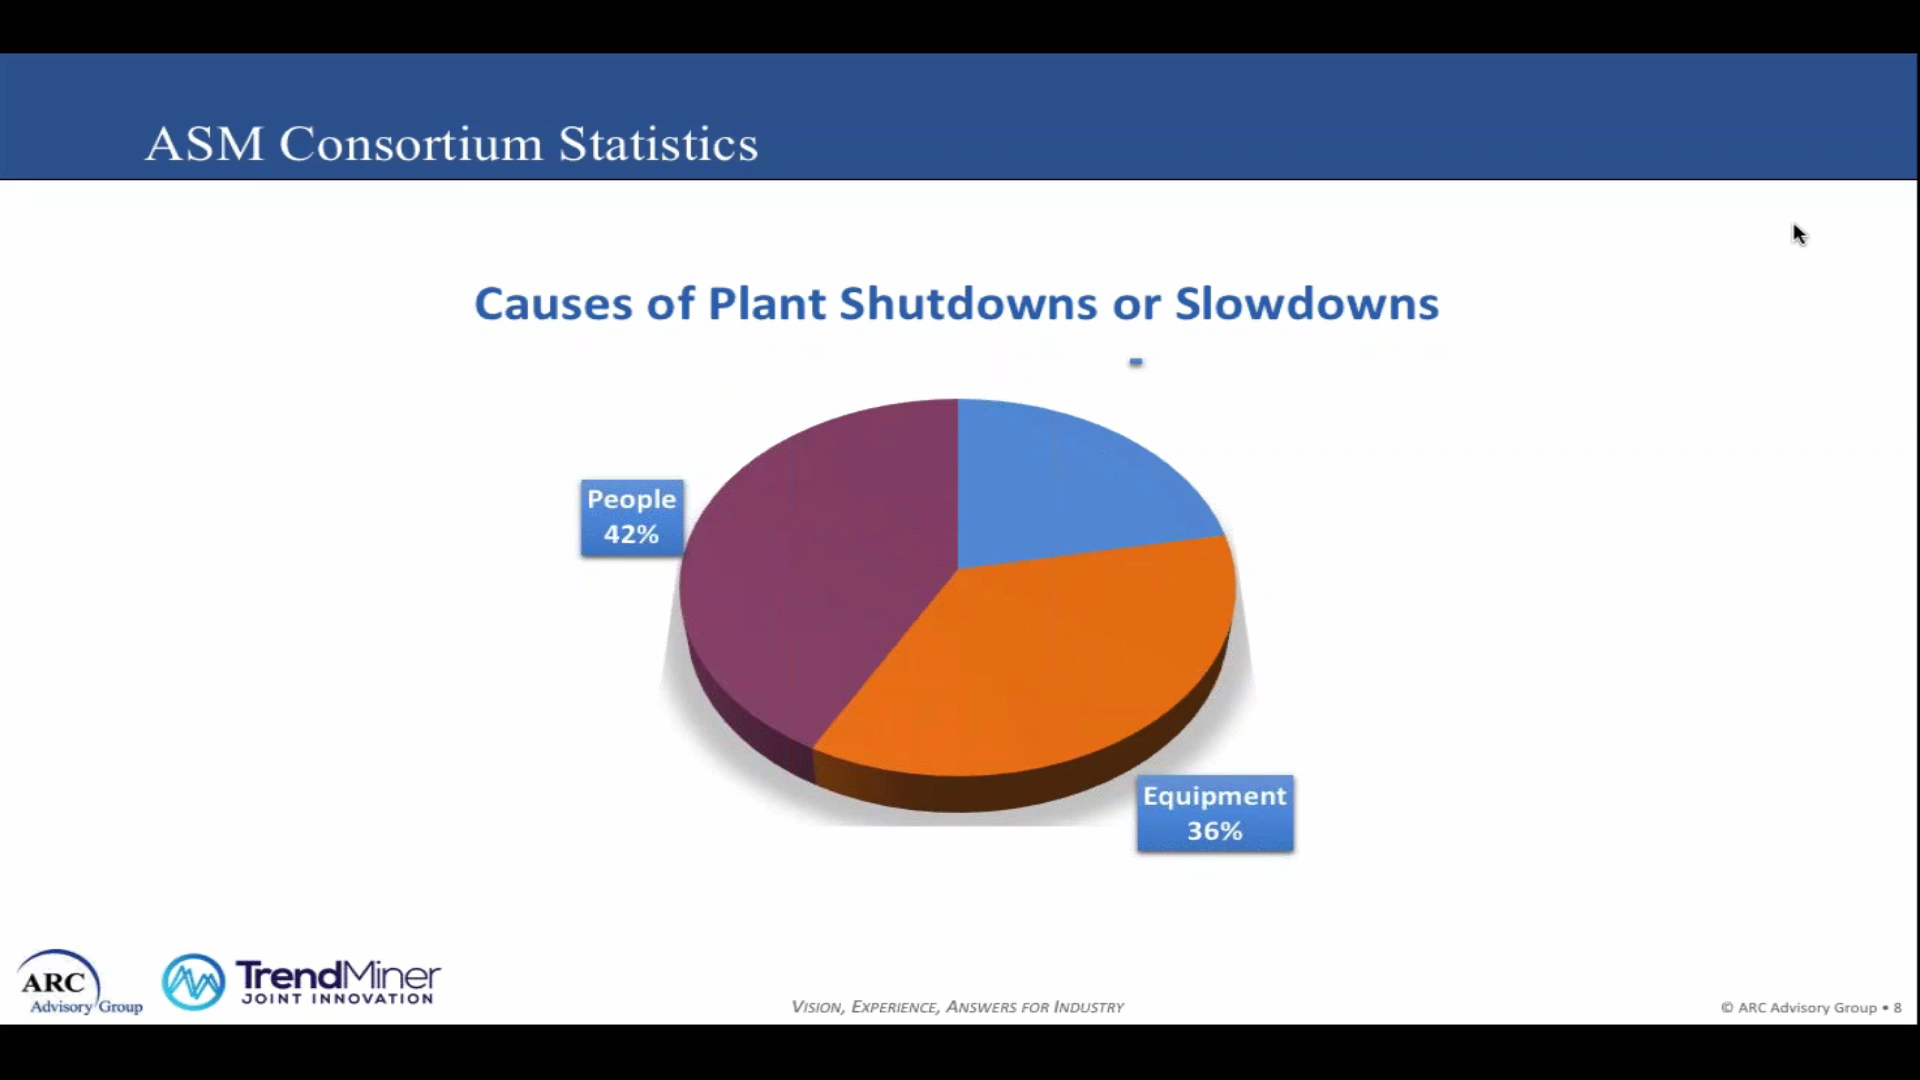 ASM Consortium Statistics
Causes of Plant Shutdowns or Slowdowns
People
42%
Equipment
36%
ARC
Advisory Group
TrendMiner
JOINT INNOVATION
VISION, EXPERIENCE, ANSWERS FOR INDUSTRY
© ARC Advisory Group • 8